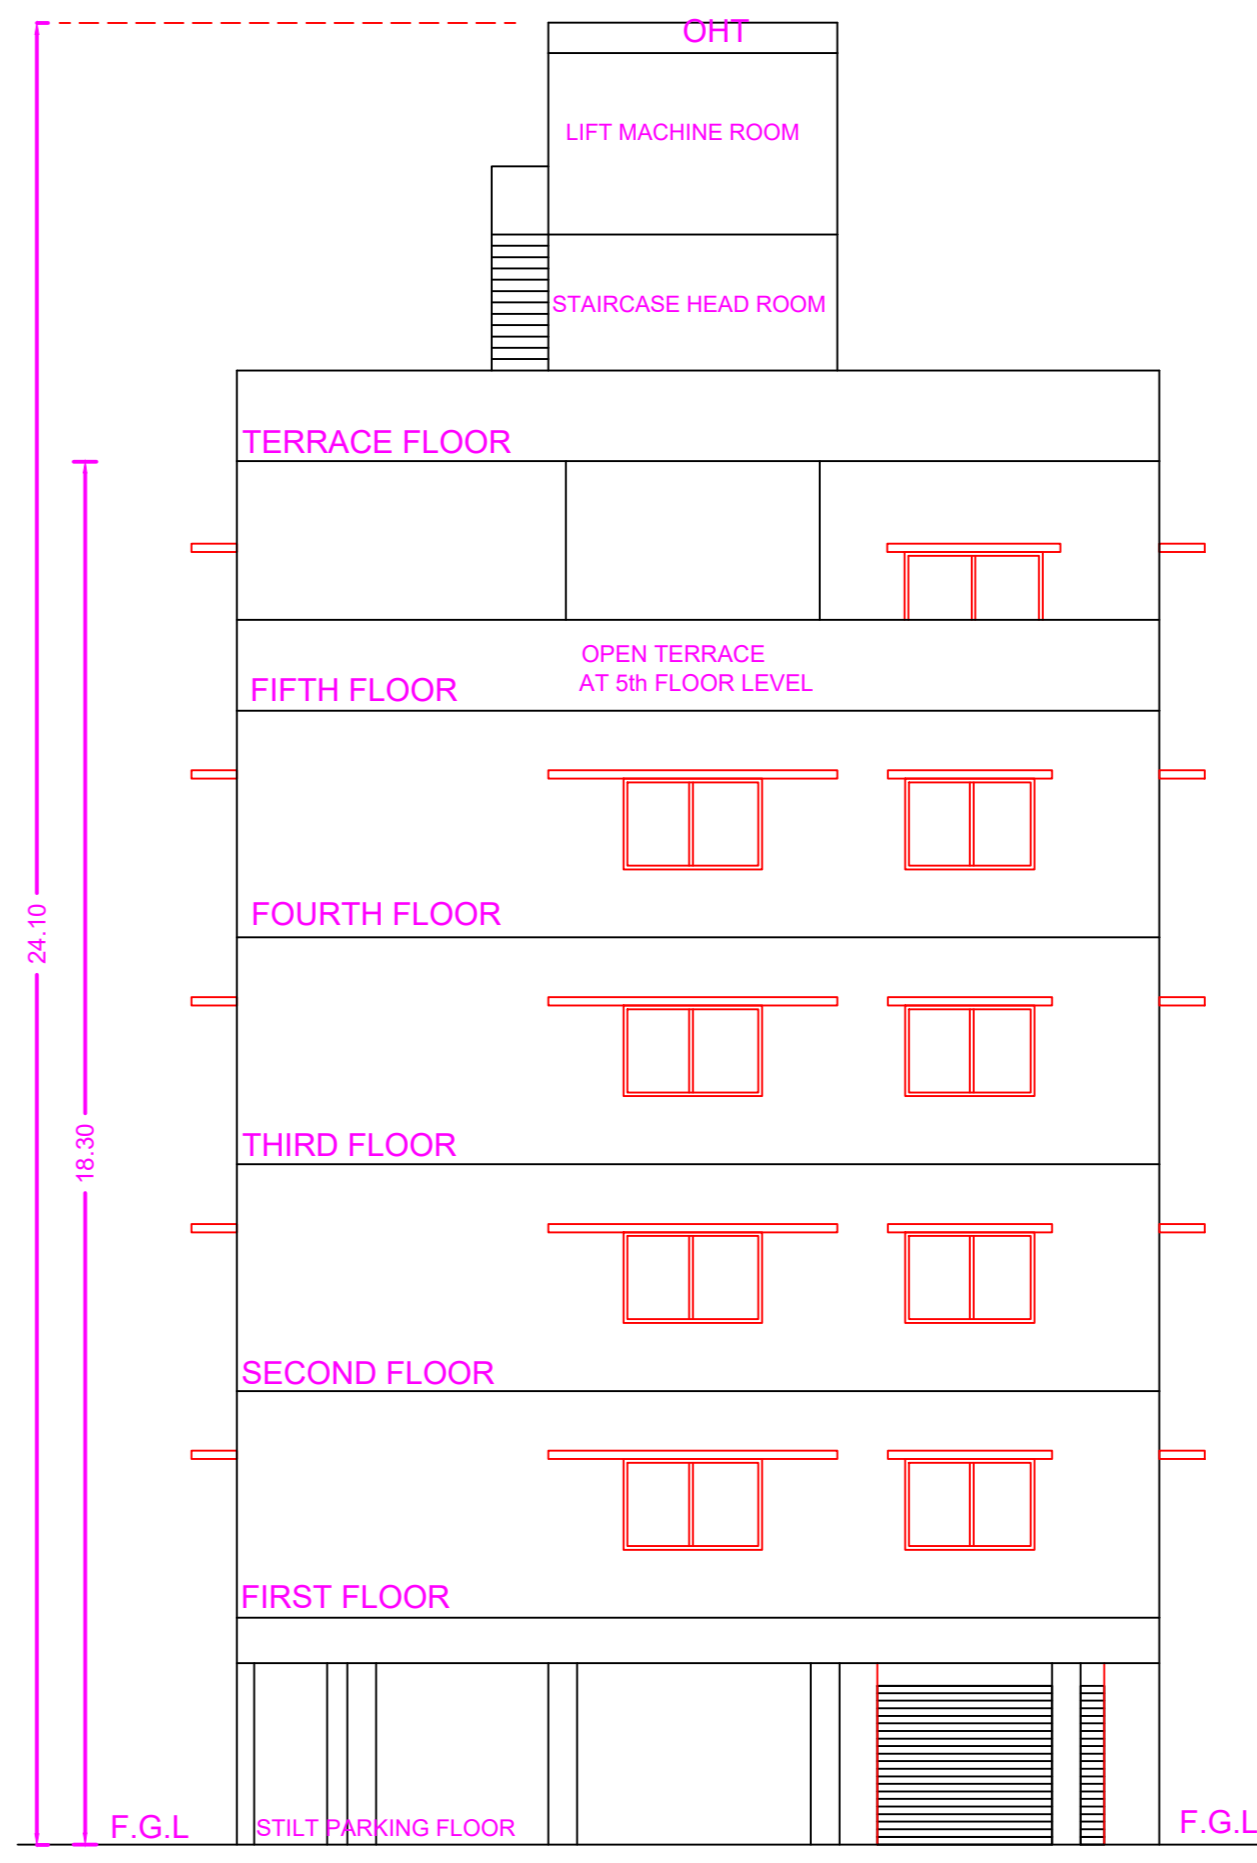 OHT
LIFT MACHINE ROOM
STAIRCASE HEAD ROOM
TERRACE FLOOR
OPEN TERRACE
AT 5th FLOOR LEVEL
FIFTH FLOOR
24.10
FOURTH FLOOR
18.30
THIRD FLOOR
SECOND FLOOR
FIRST FLOOR
F.G.L
STILT PARKING FLOOR
F.G.L